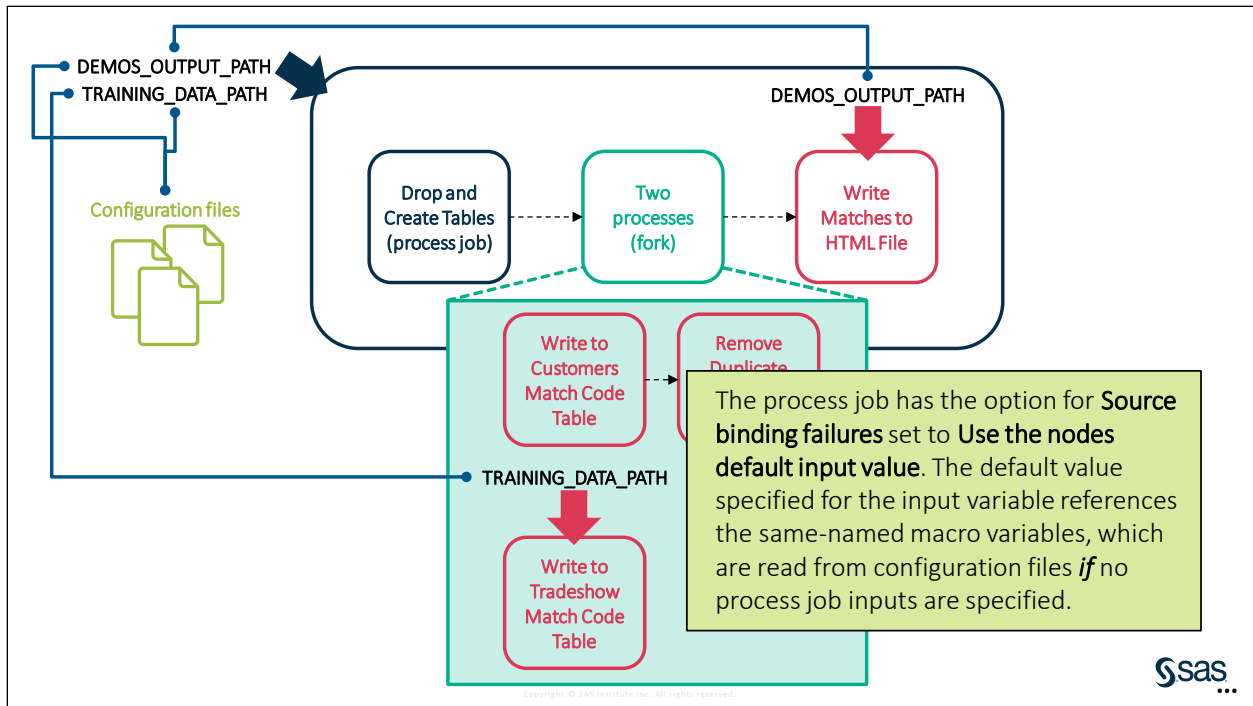 DEMOS_OUTPUT_PATH
TRAINING_DATA_PATH
DEMOS_OUTPUT_PATH
Configuration files
Drop and
Create Tables
(process job)
Two
processes
(fork)
Write
Matches to
HTML File
Write to
Customers
Match Code
Table
Remove
Duplicate
TRAINING_DATA_PATH
Write to
Tradeshow
Match Code
Table
The process job has the option for Source
binding failures set to Use the nodes
default input value. The default value
specified for the input variable references
the same-named macro variables, which
are read from configuration files if no
process job inputs are specified.
Copyright © SAS Institute Inc. All rights reserved.
sas
...